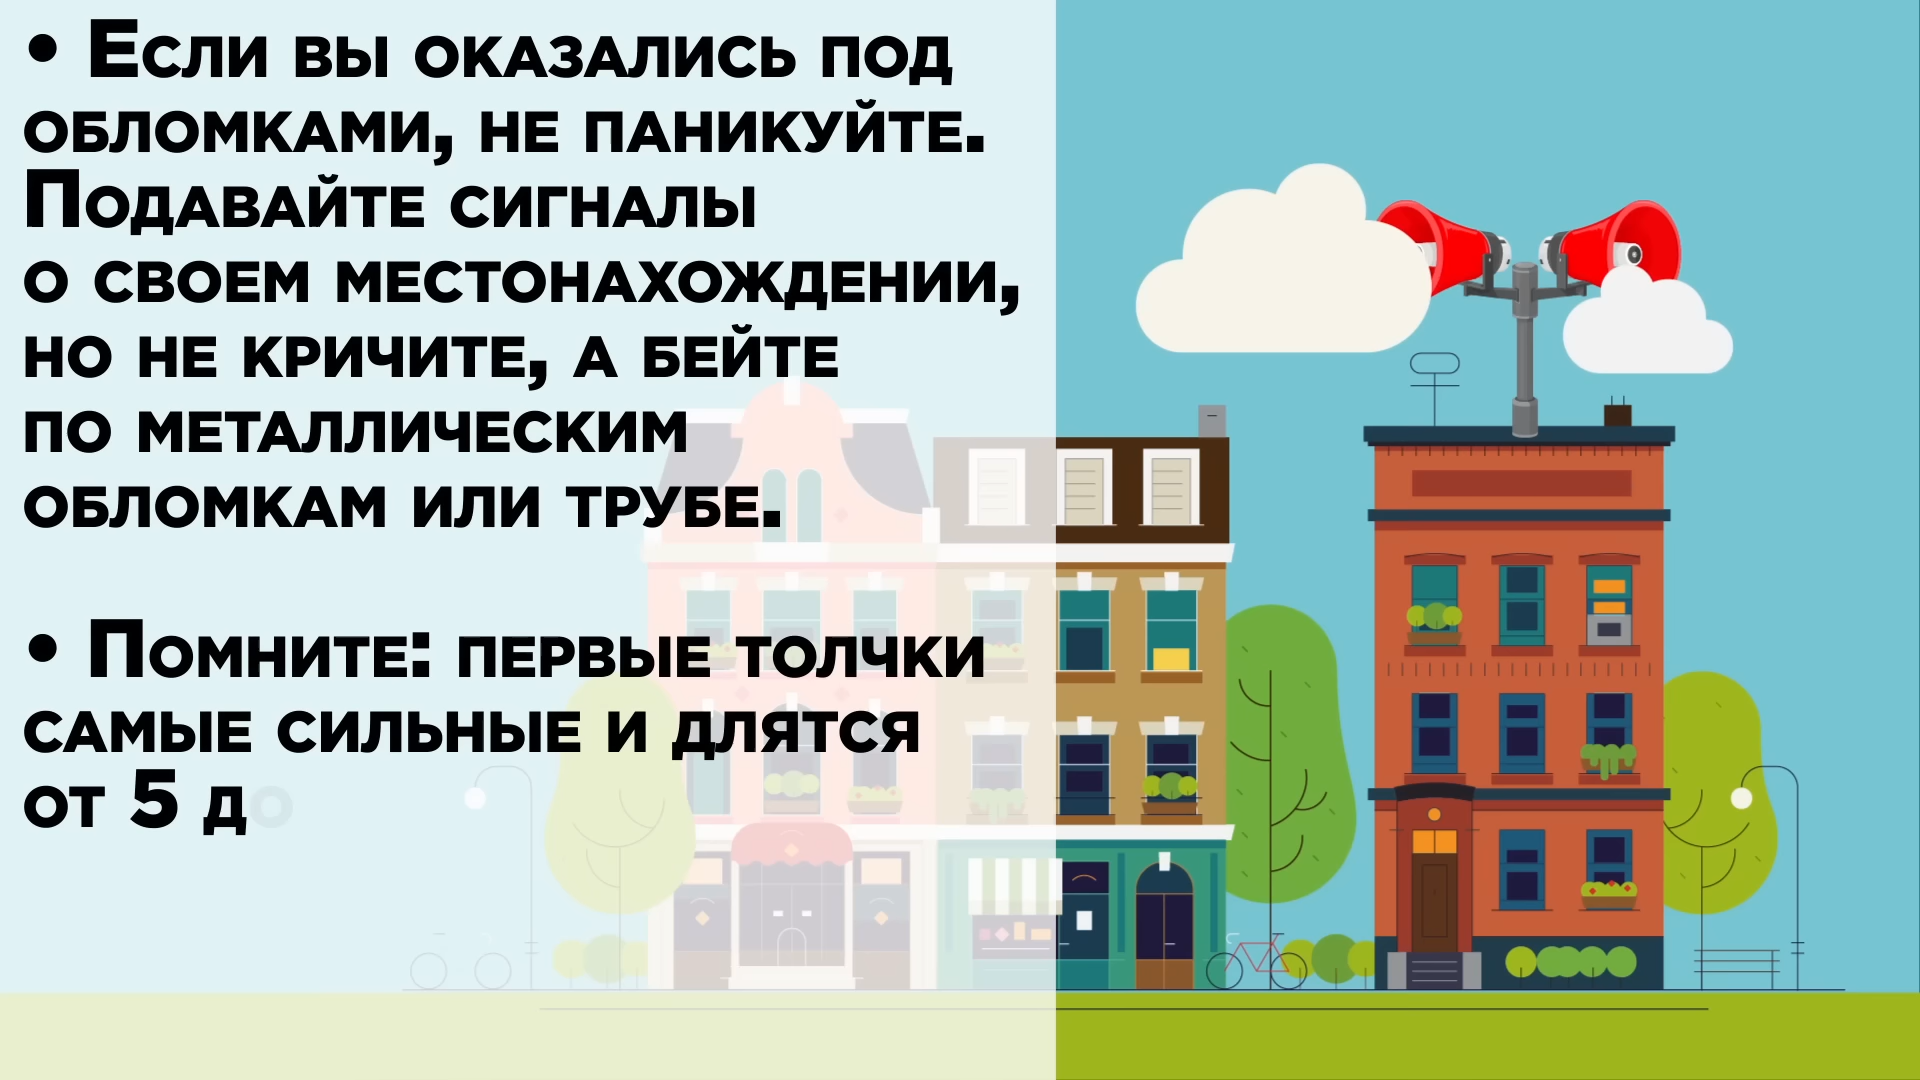 • Если вы оказались под
обломками, не паникуйте.
Подавайте сигналы
о своем местонахождении,
но не кричите, а бейте
по металлическим
обломкам или трубе.
• Помните: первые толчки
самые сильные и длятся
от 5 до